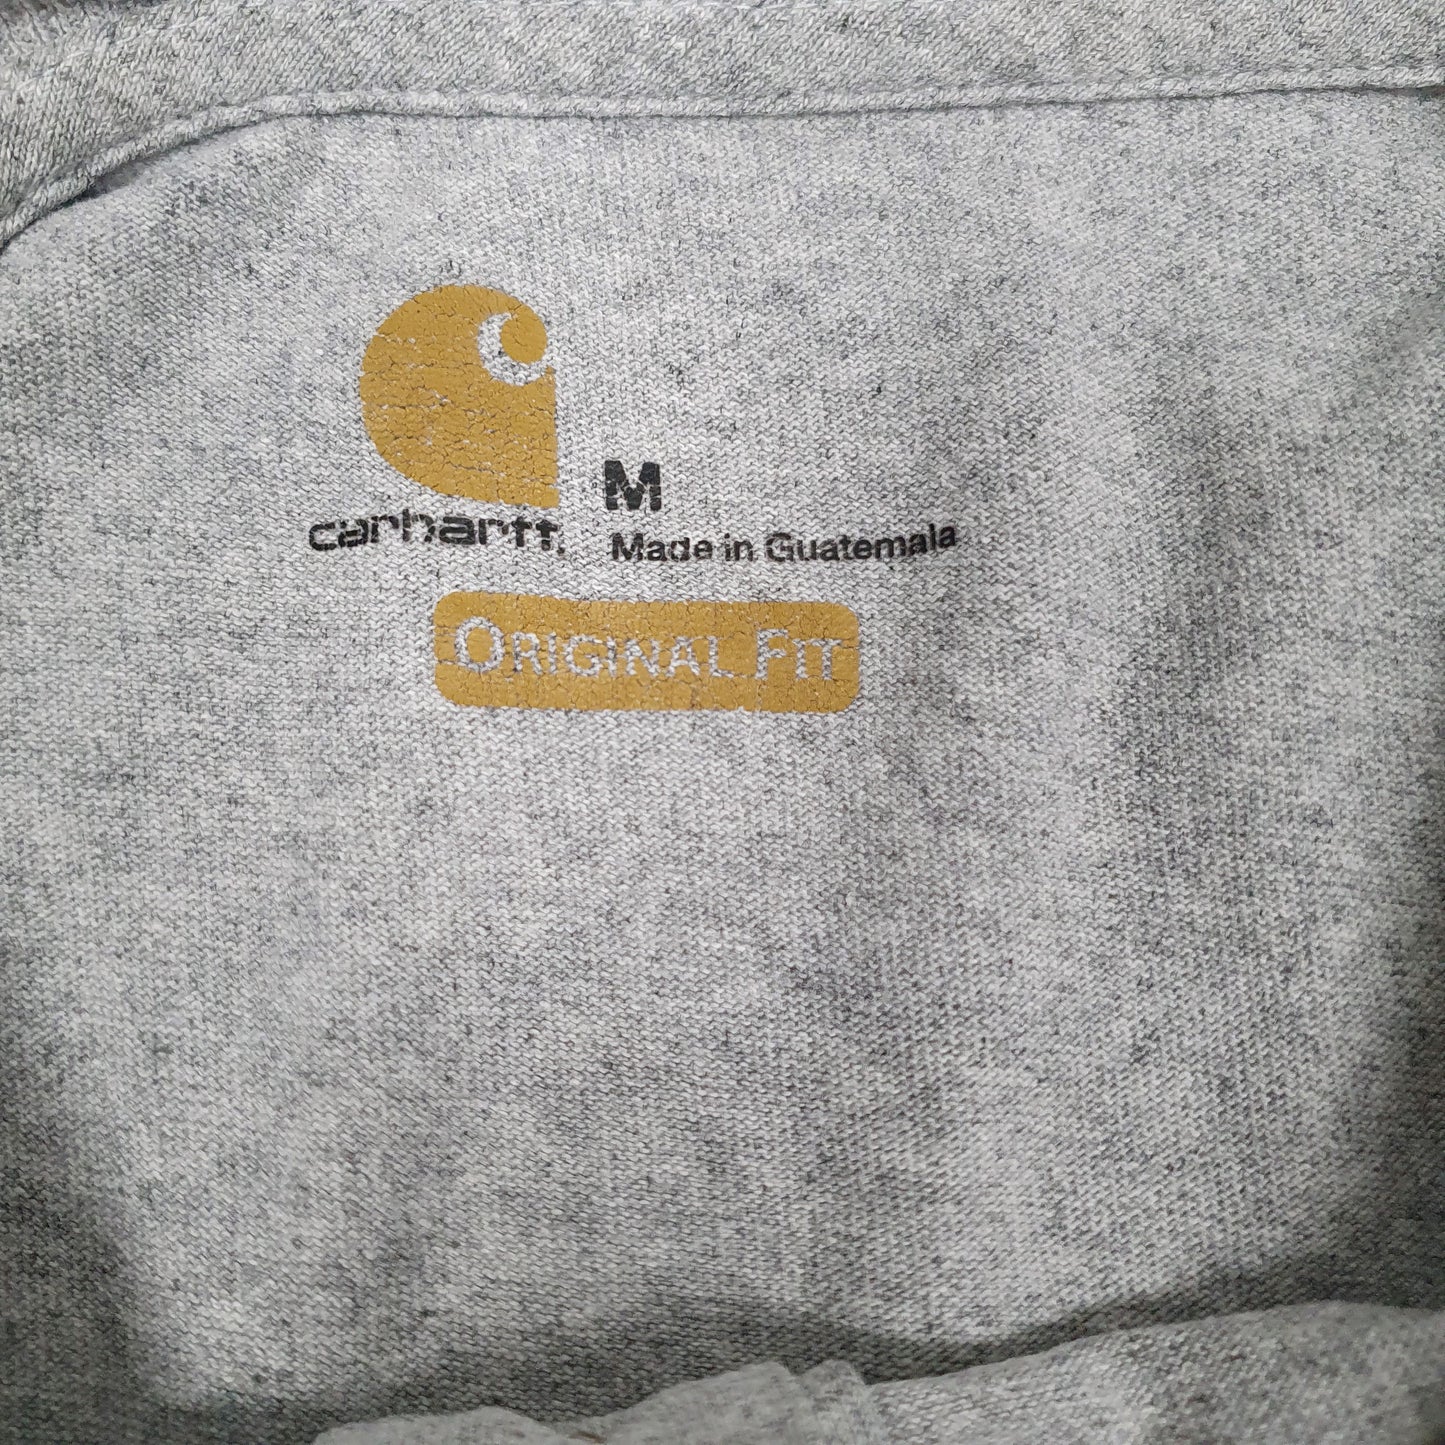 M
carhartt.
Made in Guatemala
ORIGINAL FIT